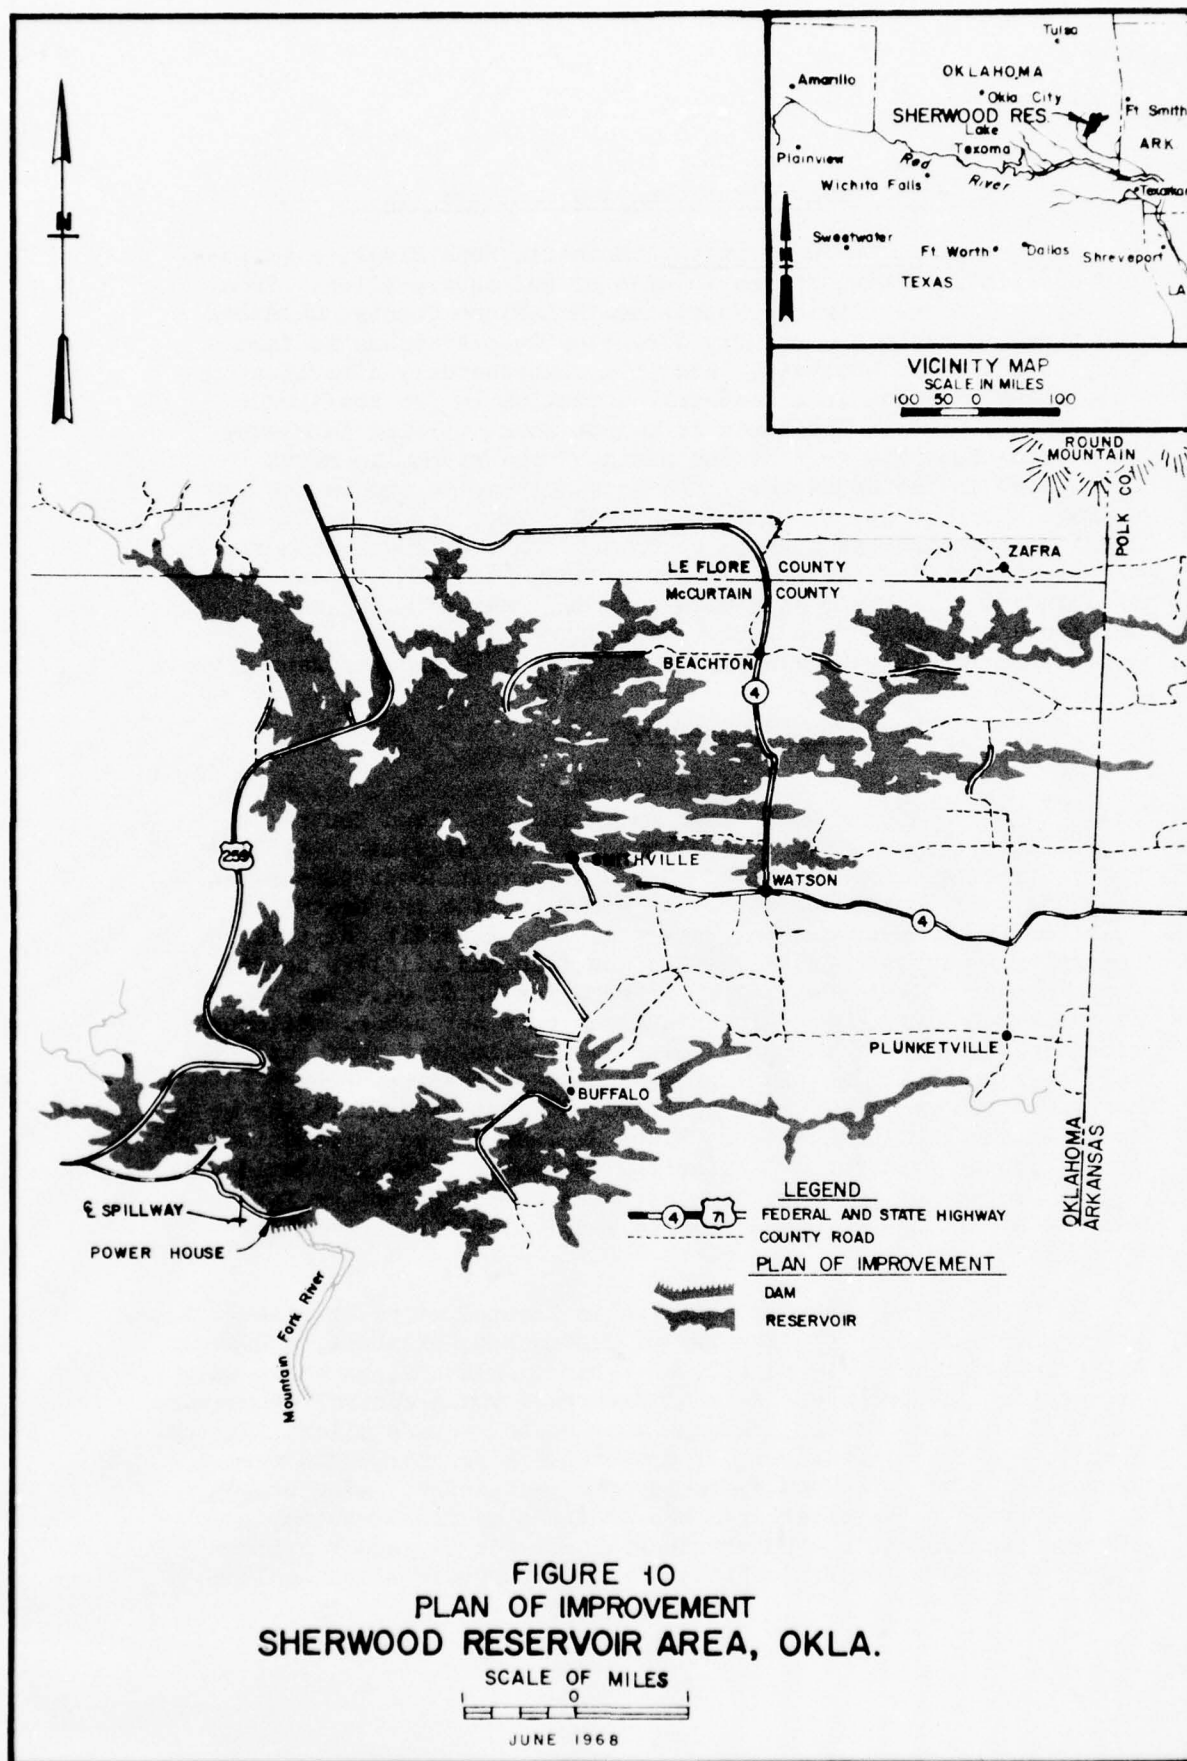 Tulsa
Amarillo
OKLAHOMA
Okla City
SHERWOOD RES.
Ft Smith
Lake
Texoma
ARK
Plainview
Red
River
Wichita Falls
N
Sweetwater
Ft Worth
Dallas
Shreveport
TEXAS
LA
VICINITY MAP
SCALE IN MILES
100 50 0 100
N
ROUND
MOUNTAIN
POLK CO.
ZAFRA
LE FLORE COUNTY
McCURTAIN COUNTY
BEACHTON
4
259
WATSON
4
PLUNKETVILLE
BUFFALO
OKLAHOMA
ARKANSAS
℄ SPILLWAY
POWER HOUSE
Mountain Fork River
LEGEND
4 71 FEDERAL AND STATE HIGHWAY
COUNTY ROAD
PLAN OF IMPROVEMENT
DAM
RESERVOIR
FIGURE 10
PLAN OF IMPROVEMENT
SHERWOOD RESERVOIR AREA, OKLA.
SCALE OF MILES
1 0 1
JUNE 1968